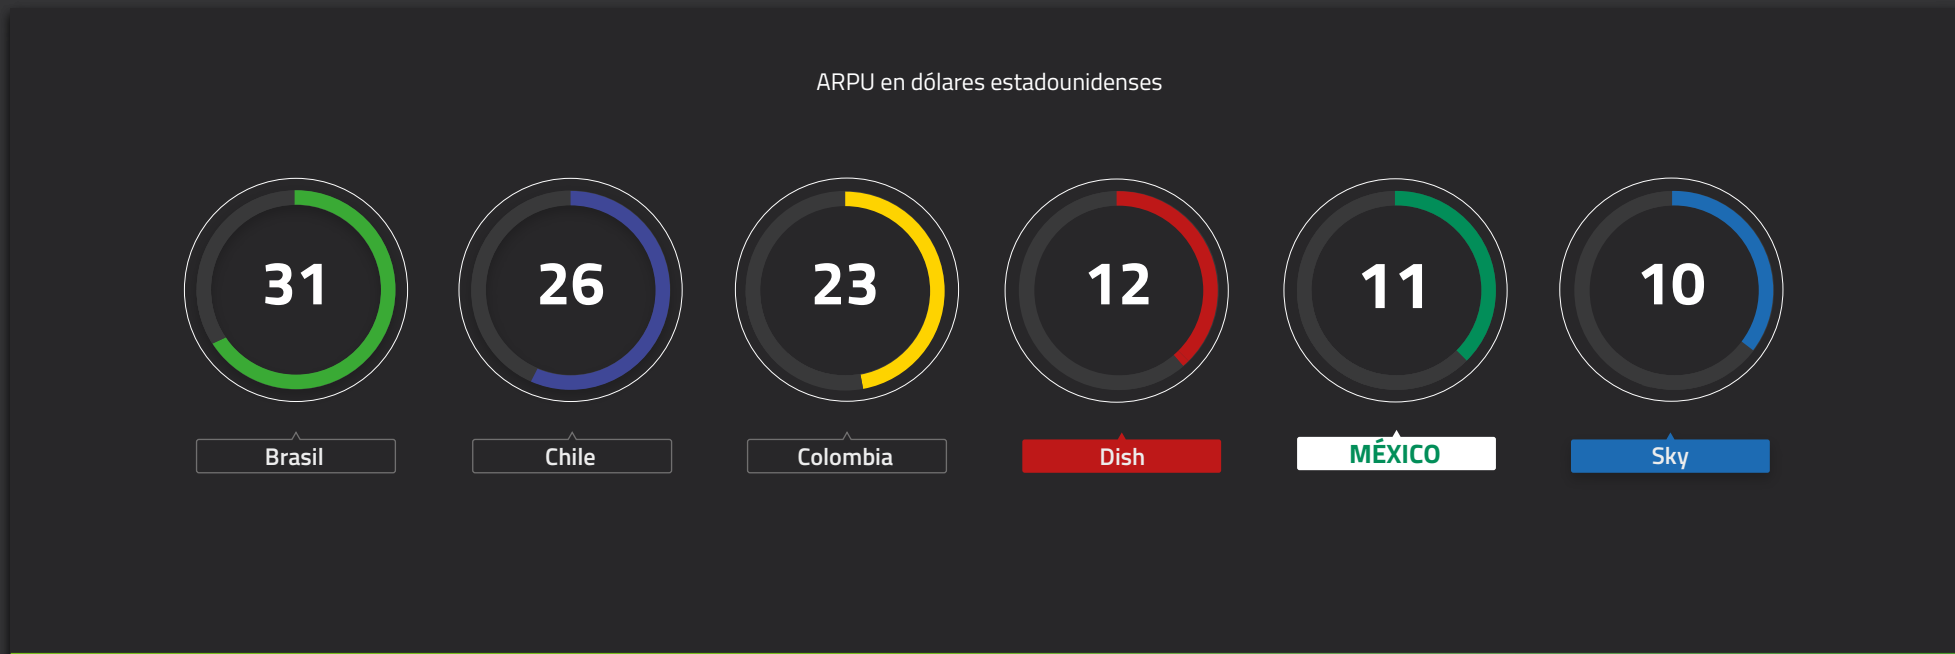 ARPU en dólares estadounidenses
31 26 23 12 11 10
Brasil Chile Colombia Dish MÉXICO Sky